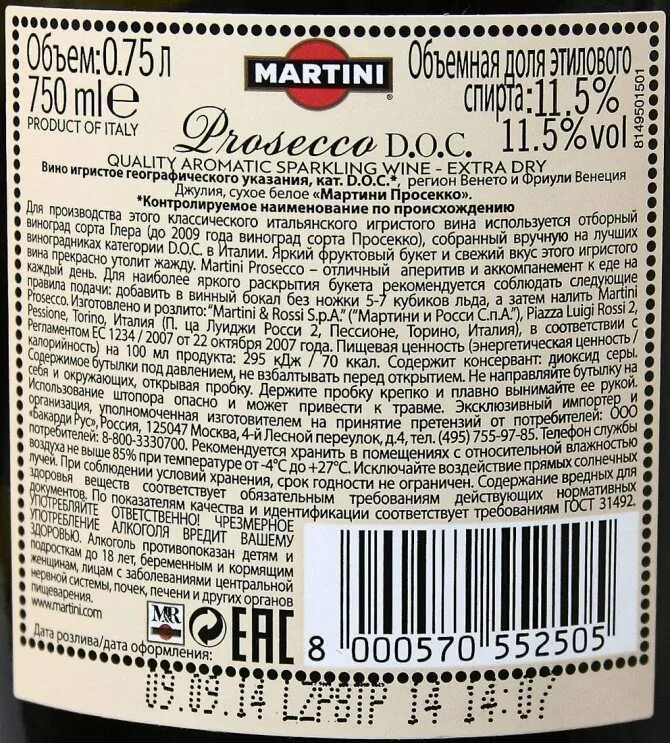 Объем: 0.75 л
750 ml e
PRODUCT OF ITALY
MARTINI
®
Объемная доля этилового
спирта: 11.5%
11.5% vol
8149501501
Prosecco D.O.C.
QUALITY AROMATIC SPARKLING WINE - EXTRA DRY
Вино игристое географического указания, кат. D.O.C.*, регион Венето и Фриули Венеция
Джулия, сухое белое «Мартини Просекко».
*Контролируемое наименование по происхождению
Для производства этого классического итальянского игристого вина используется отборный
виноград сорта Глера (до 2009 года виноград сорта Просекко), собранный вручную на лучших
виноградниках категории D.O.C. в Италии. Яркий фруктовый букет и свежий вкус этого игристого
вина прекрасно утолит жажду. Martini Prosecco – отличный аперитив и аккомпанемент к еде на
каждый день. Для наиболее яркого раскрытия букета рекомендуется соблюдать следующие
правила подачи: добавить в винный бокал без ножки 5-7 кубиков льда, а затем налить Martini
Prosecco. Изготовлено и розлито: "Martini & Rossi S.p.A." ("Мартини и Росси С.п.А."), Piazza Luigi Rossi 2,
Pessione, Torino, Италия (П. ца Луиджи Росси 2, Пессионе, Торино, Италия), в соответствии с
Регламентом ЕС 1234 / 2007 от 22 октября 2007 года. Пищевая ценность (энергетическая ценность /
калорийность) на 100 мл продукта: 295 кДж / 70 ккал. Содержит консервант: диоксид серы.
Содержимое бутылки под давлением, не взбалтывать перед открытием. Не направляйте бутылку на
себя и окружающих, открывая пробку. Держите пробку крепко и плавно вынимайте ее рукой.
Использование штопора опасно и может привести к травме. Эксклюзивный импортер и
организация, уполномоченная изготовителем на принятие претензий от потребителей: ООО
«Бакарди Рус», Россия, 125047 Москва, 4-й Лесной переулок, д.4, тел. (495) 755-97-85. Телефон службы
потребителей: 8-800-3330700. Рекомендуется хранить в помещениях с относительной влажностью
воздуха не выше 85% при температуре от -4°С до +27°С. Исключайте воздействие прямых солнечных
лучей. При соблюдении условий хранения, срок годности не ограничен. Содержание вредных для
здоровья веществ соответствует обязательным требованиям действующих нормативных
документов. По показателям качества и идентификации соответствует требованиям ГОСТ 31492.
УПОТРЕБЛЯЙТЕ ОТВЕТСТВЕННО! ЧРЕЗМЕРНОЕ
УПОТРЕБЛЕНИЕ АЛКОГОЛЯ ВРЕДИТ ВАШЕМУ
ЗДОРОВЬЮ. Алкоголь противопоказан детям и
подросткам до 18 лет, беременным и кормящим
женщинам, лицам с заболеваниями центральной
нервной системы, почек, печени и других органов
пищеварения.
www.martini.com
M&R
EAC
8 000570 552505
Дата розлива/дата оформления:
09.09.14 L2A81P 14 14:07